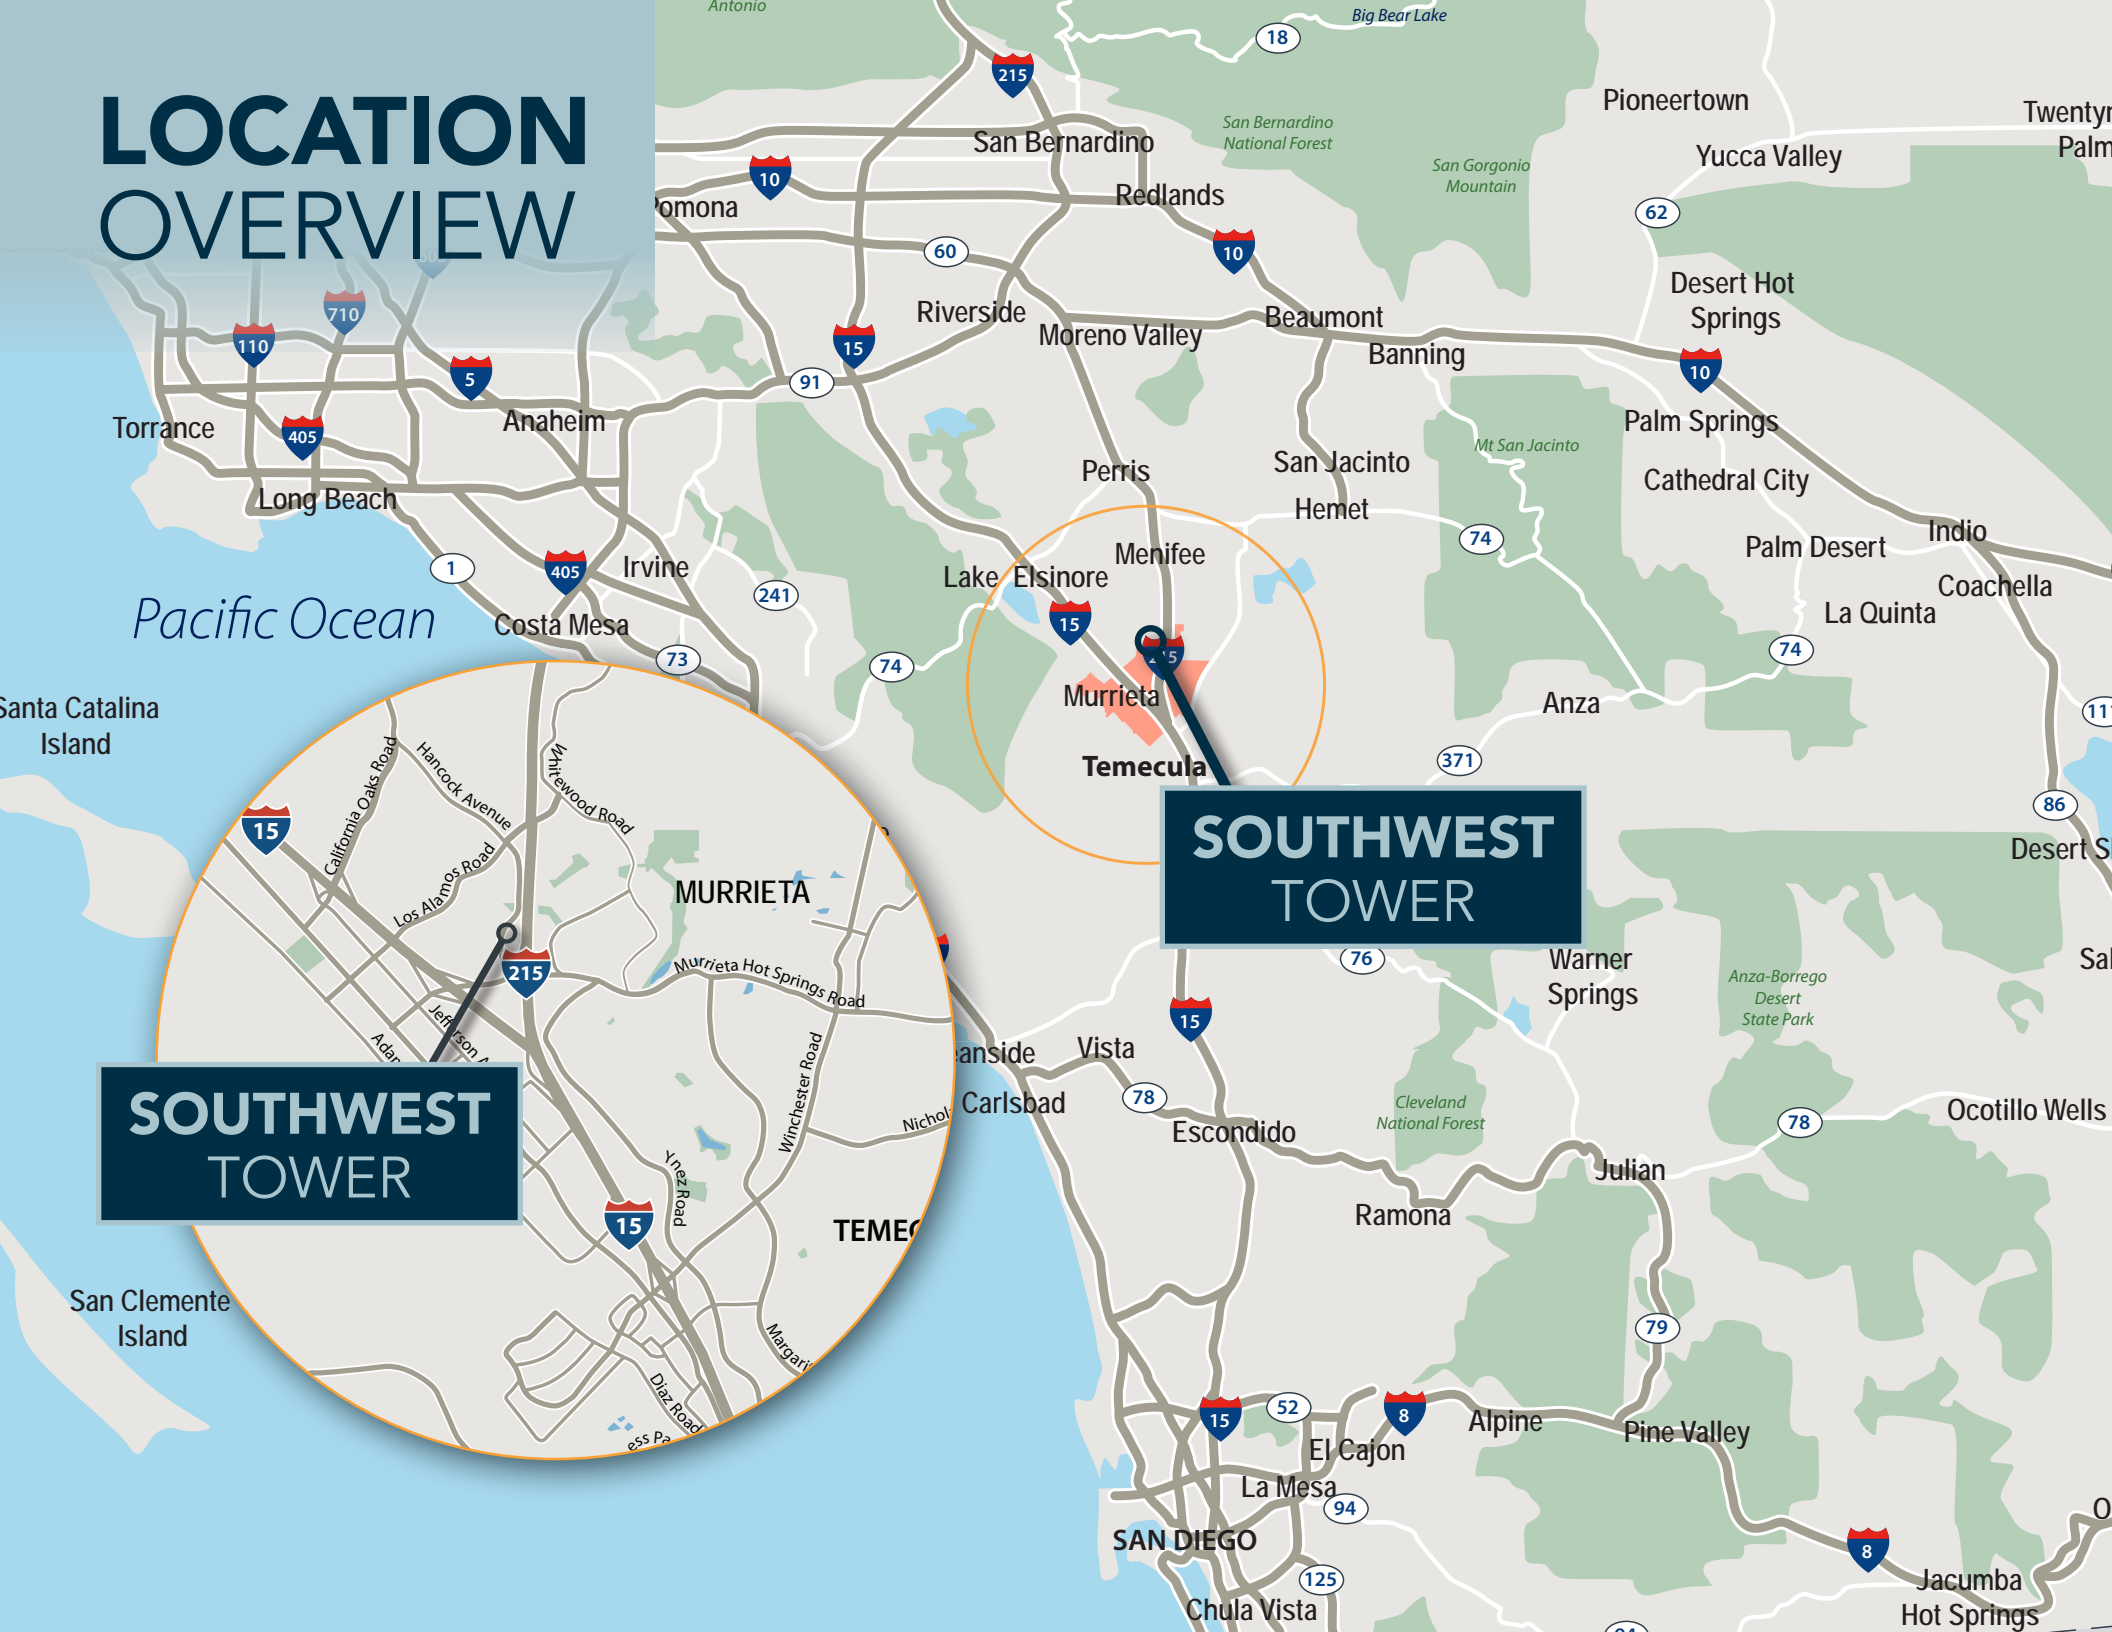 LOCATION
OVERVIEW
Antonio
Big Bear Lake
18
215
San Bernardino
San Bernardino
National Forest
San Gorgonio
Mountain
Pioneertown
Yucca Valley
Palm
10
Redlands
62
60
10
Desert Hot
Springs
710
110
Riverside
Moreno Valley
Beaumont
Banning
15
5
91
10
Torrance
405
Anaheim
Palm Springs
Mt San Jacinto
Perris
San Jacinto
Cathedral City
Long Beach
Hemet
74
Indio
Palm Desert
1
405
Irvine
Menifee
Lake Elsinore
Coachella
241
La Quinta
Pacific Ocean
Costa Mesa
15
73
74
215
74
Santa Catalina
Island
Murrieta
Anza
111
Temecula
371
86
SOUTHWEST
TOWER
Desert
76
Warner
Springs
Anza-Borrego
Desert
State Park
15
Vista
Carlsbad
78
Escondido
Cleveland
National Forest
78
Ocotillo Wells
Julian
Ramona
79
San Clemente
Island
15
52
8
Alpine
Pine Valley
El Cajon
La Mesa
94
SAN DIEGO
8
125
Chula Vista
Jacumba
Hot Springs
California Oaks Road
Hancock Avenue
Whitewood Road
15
Los Alamos Road
MURRIETA
215
Murrieta Hot Springs Road
Jefferson
Winchester Road
SOUTHWEST
TOWER
Ynez Road
15
Diaz Road